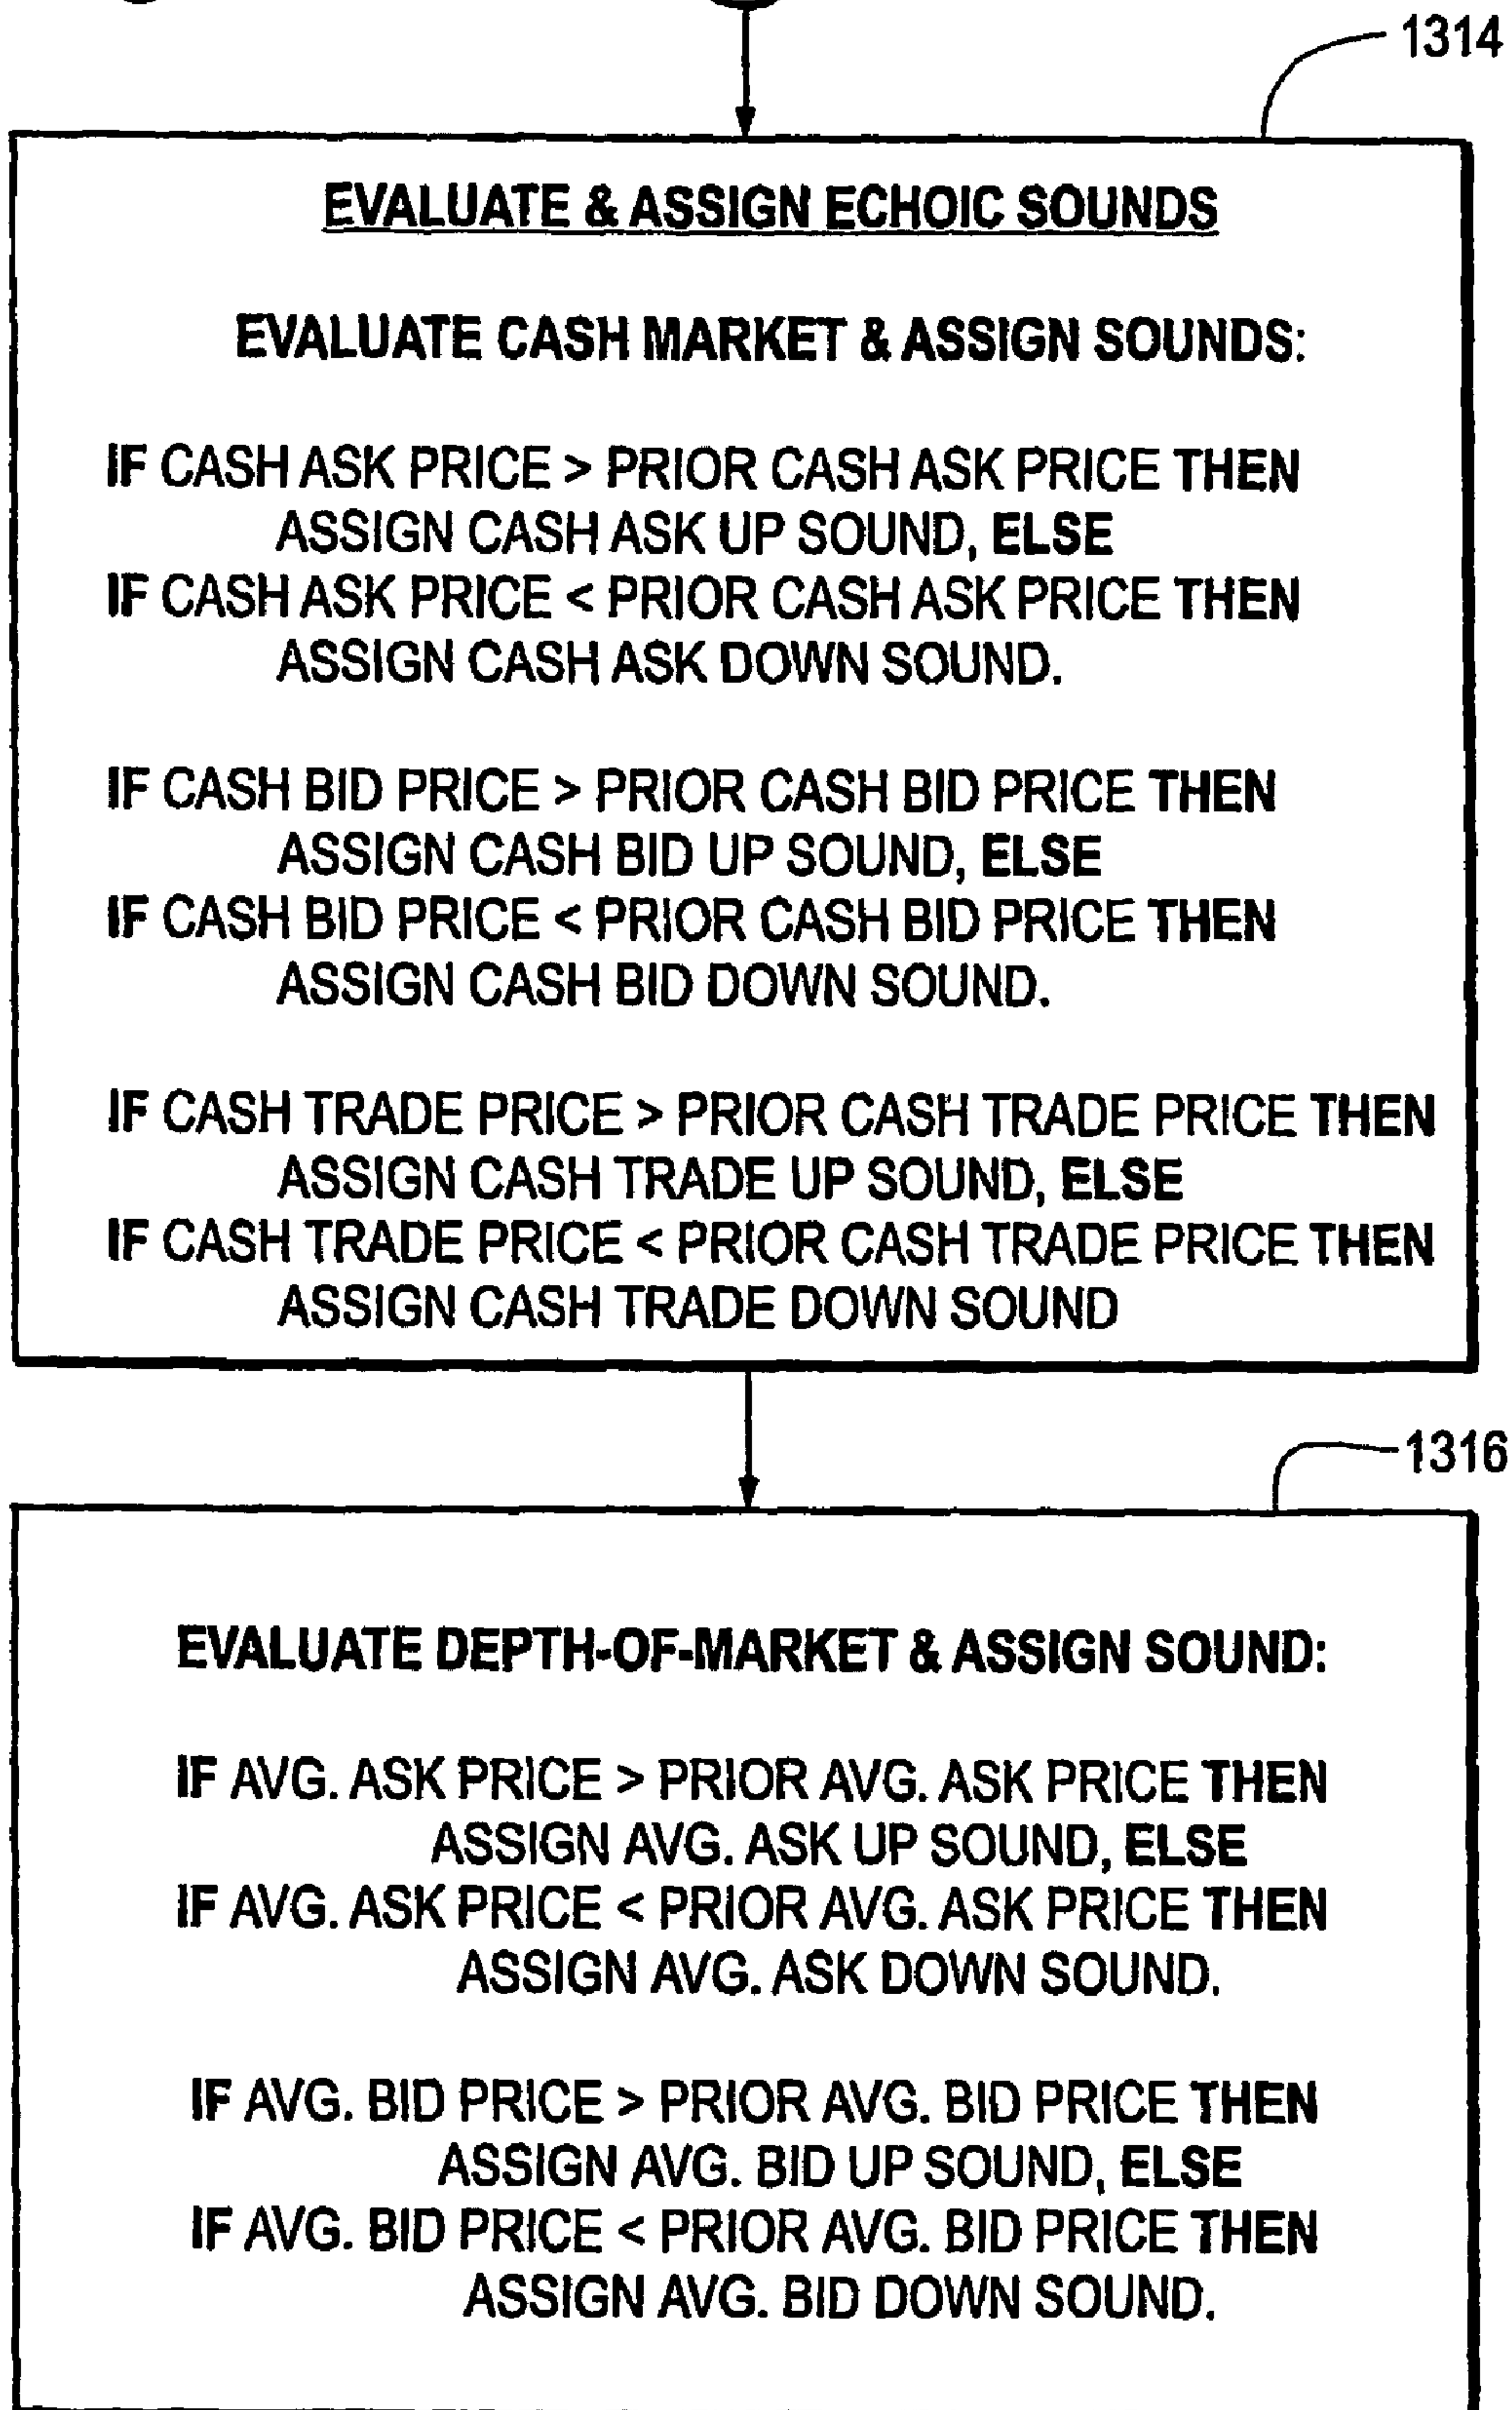 1314
EVALUATE & ASSIGN ECHOIC SOUNDS
EVALUATE CASH MARKET & ASSIGN SOUNDS:
IF CASH ASK PRICE > PRIOR CASH ASK PRICE THEN
ASSIGN CASH ASK UP SOUND, ELSE
IF CASH ASK PRICE < PRIOR CASH ASK PRICE THEN
ASSIGN CASH ASK DOWN SOUND.
IF CASH BID PRICE > PRIOR CASH BID PRICE THEN
ASSIGN CASH BID UP SOUND, ELSE
IF CASH BID PRICE < PRIOR CASH BID PRICE THEN
ASSIGN CASH BID DOWN SOUND.
IF CASH TRADE PRICE > PRIOR CASH TRADE PRICE THEN
ASSIGN CASH TRADE UP SOUND, ELSE
IF CASH TRADE PRICE < PRIOR CASH TRADE PRICE THEN
ASSIGN CASH TRADE DOWN SOUND
1316
EVALUATE DEPTH-OF-MARKET & ASSIGN SOUND:
IF AVG. ASK PRICE > PRIOR AVG. ASK PRICE THEN
ASSIGN AVG. ASK UP SOUND, ELSE
IF AVG. ASK PRICE < PRIOR AVG. ASK PRICE THEN
ASSIGN AVG. ASK DOWN SOUND.
IF AVG. BID PRICE > PRIOR AVG. BID PRICE THEN
ASSIGN AVG. BID UP SOUND, ELSE
IF AVG. BID PRICE < PRIOR AVG. BID PRICE THEN
ASSIGN AVG. BID DOWN SOUND.